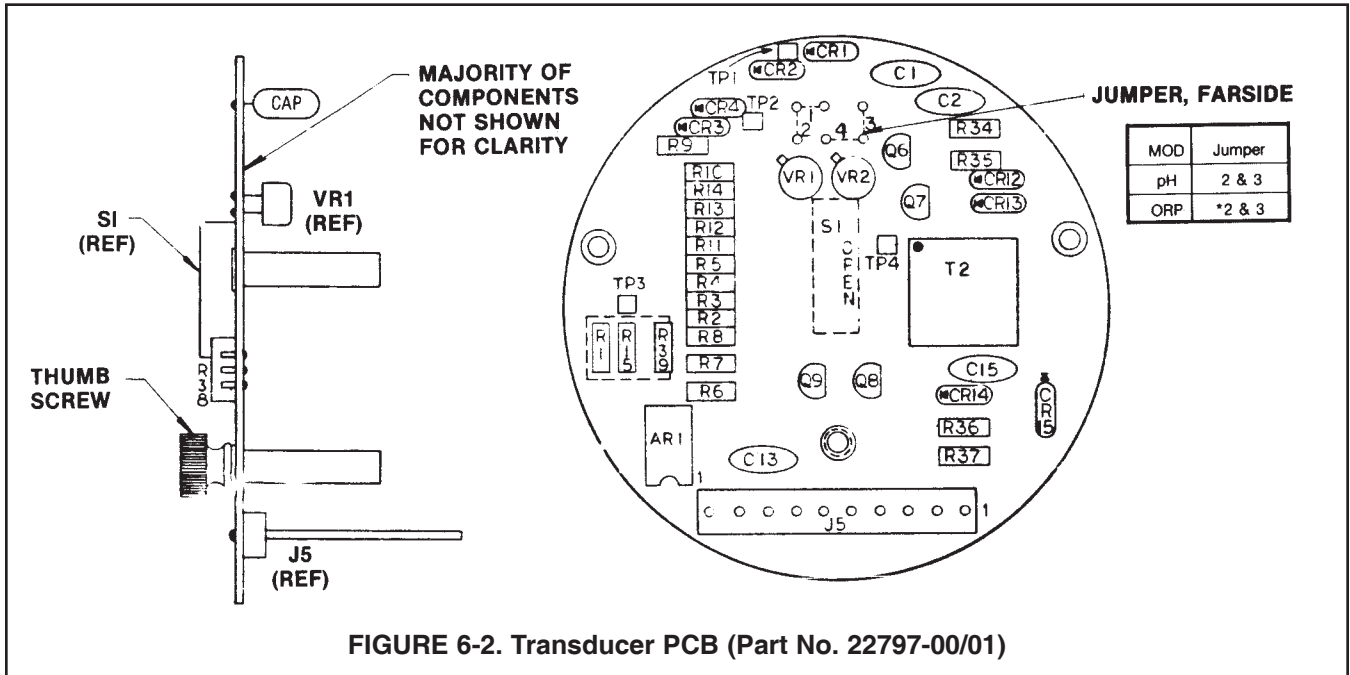 MAJORITY OF
COMPONENTS
NOT SHOWN
FOR CLARITY
CAP
SI
(REF)
VR1
(REF)
R38
THUMB
SCREW
J5
(REF)
TP1
CR1
CR2
C1
C2
JUMPER, FARSIDE
CR4
TP2
CR3
R9
1
2
4
3
R34
R35
Q6
VR1
VR2
CR12
CR13
Q7
R10
R14
R13
R12
R11
R5
R4
R3
R2
R8
R7
R6
S1
OPEN
TP4
T2
TP3
R1
R15
R39
Q9
Q8
C15
CR14
CR15
R36
R37
AR1
1
C13
J5
1
MOD Jumper
pH 2 & 3
ORP *2 & 3
FIGURE 6-2. Transducer PCB (Part No. 22797-00/01)